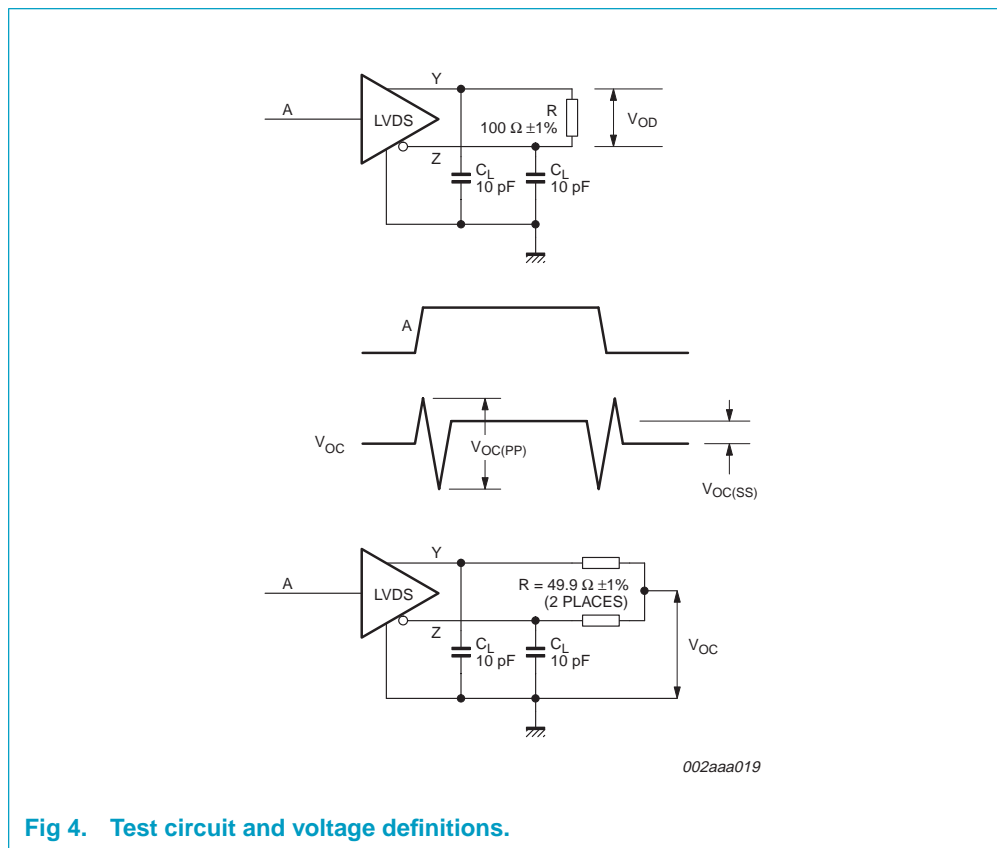 Y
A
LVDS
R
100 Ω ±1%
VOD
Z
CL
10 pF
CL
10 pF
A
VOC
VOC(PP)
VOC(SS)
Y
A
LVDS
R = 49.9 Ω ±1%
(2 PLACES)
Z
CL
10 pF
CL
10 pF
VOC
002aaa019
Fig 4. Test circuit and voltage definitions.